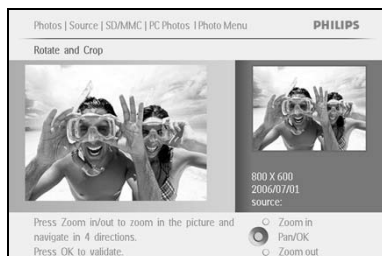 Photos | Source | SD/MMC | PC Photos | Photo Menu
PHILIPS
Rotate and Crop
800 X 600
2006/07/01
source:
Press Zoom in/out to zoom in the picture and
navigate in 4 directions.
Press OK to validate.
Zoom in
Pan/OK
Zoom out